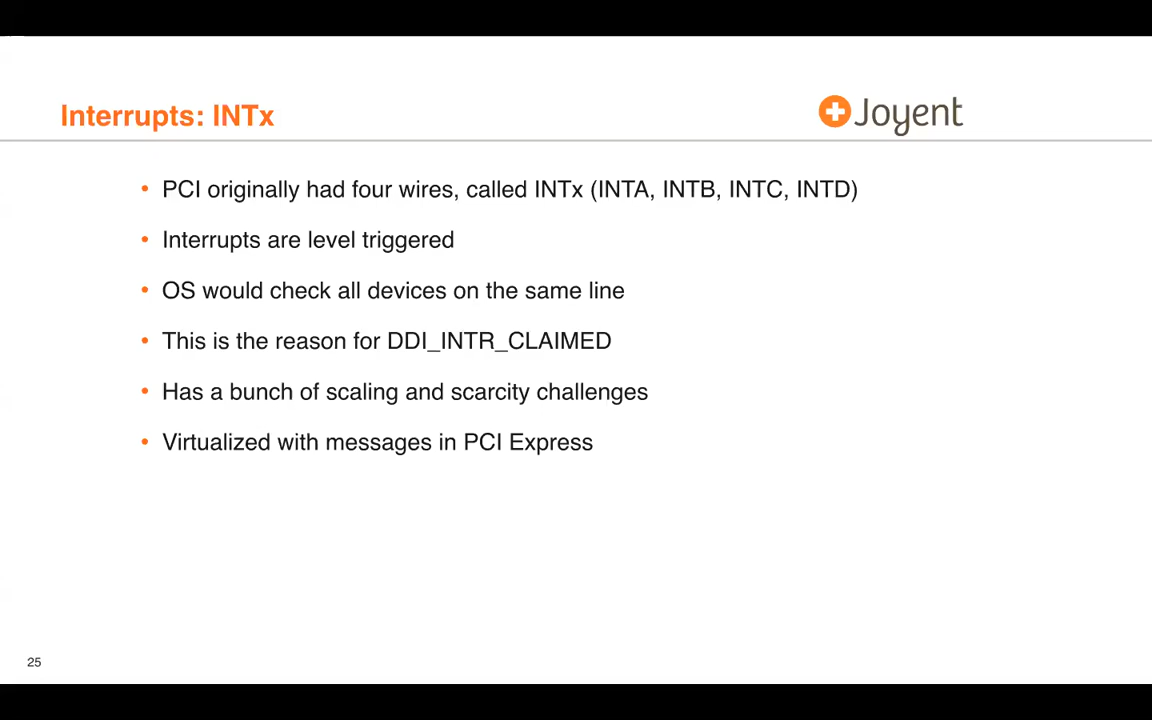 Interrupts: INTx
Joyent
• PCI originally had four wires, called INTx (INTA, INTB, INTC, INTD)
• Interrupts are level triggered
• OS would check all devices on the same line
• This is the reason for DDI_INTR_CLAIMED
• Has a bunch of scaling and scarcity challenges
• Virtualized with messages in PCI Express
25